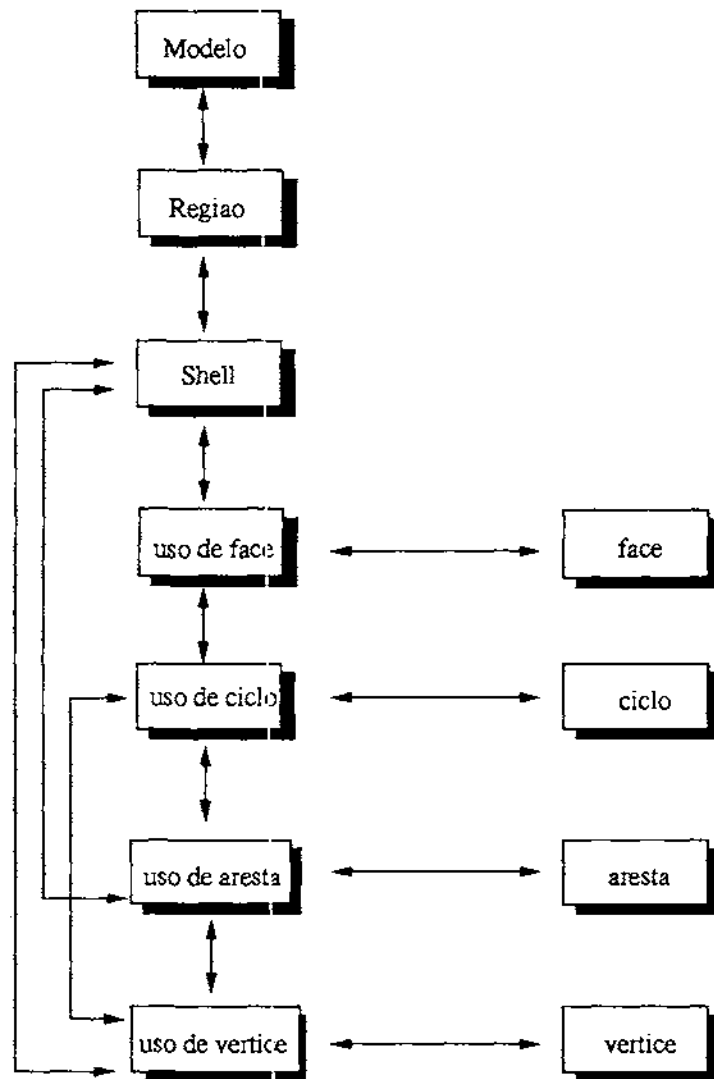 Modelo
Regiao
Shell
uso de face
face
uso de ciclo
ciclo
uso de aresta
aresta
uso de vertice
vertice